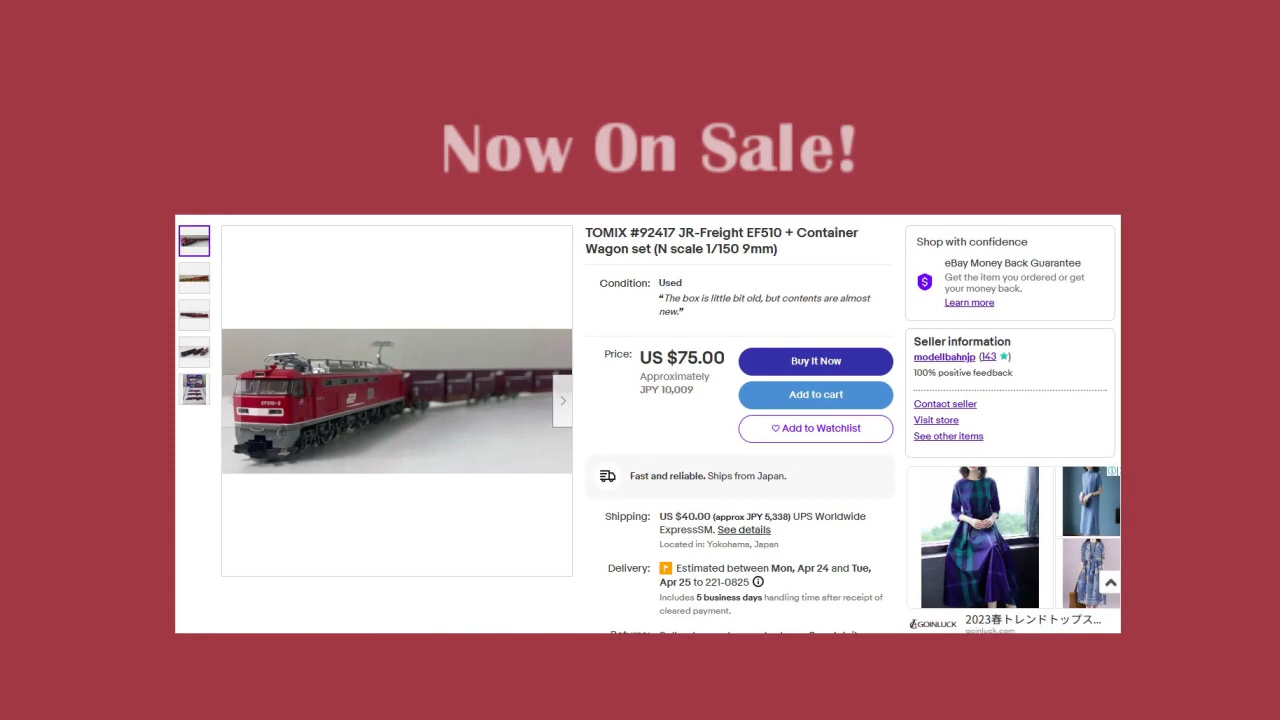 Now On Sale!
TOMIX #92417 JR-Freight EF510 + Container
Wagon set (N scale 1/150 9mm)
Condition: Used
“The box is little bit old, but contents are almost
new.”
Price: US $75.00
Approximately
JPY 10,009
Buy It Now
Add to cart
♡ Add to Watchlist
Fast and reliable. Ships from Japan.
Shipping: US $40.00 (approx JPY 5,338) UPS Worldwide
ExpressSM. See details
Located in: Yokohama, Japan
Delivery: Estimated between Mon, Apr 24 and Tue,
Apr 25 to 221-0825
Includes 5 business days handling time after receipt of
cleared payment.
Shop with confidence
eBay Money Back Guarantee
Get the item you ordered or get
your money back.
Learn more
Seller information
modellbahnjp (143 ★)
100% positive feedback
Contact seller
Visit store
See other items
GOINLUCK
2023春トレンドトップス...
goinluck.com
EF510-3